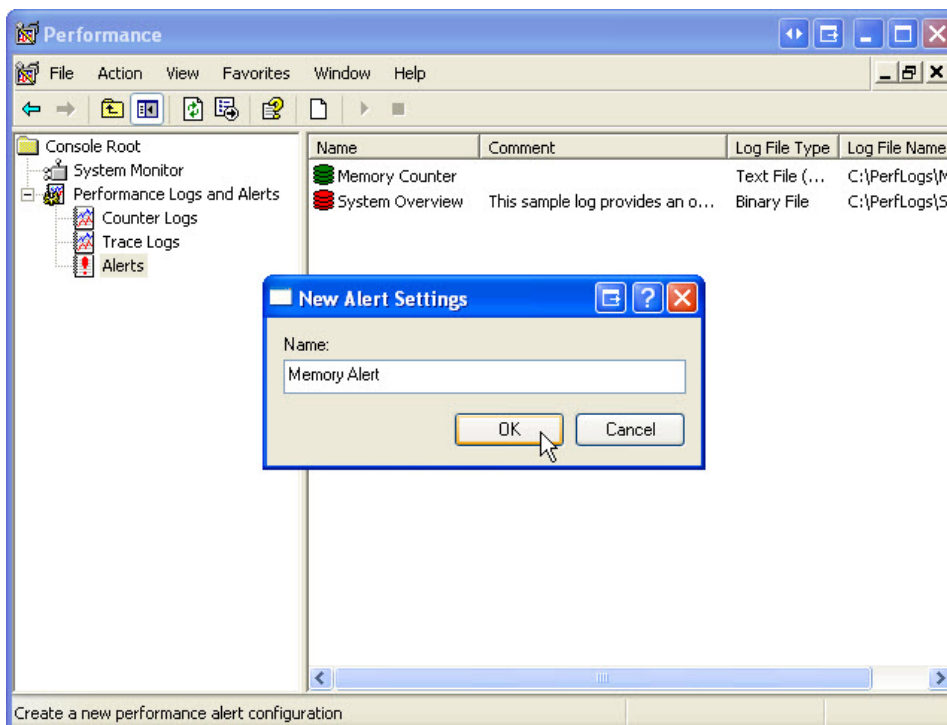 Performance
File Action View Favorites Window Help
Console Root
System Monitor
Performance Logs and Alerts
Counter Logs
Trace Logs
Alerts
Name Comment Log File Type Log File Name
Memory Counter Text File (... C:\PerfLogs\M
System Overview This sample log provides an o... Binary File C:\PerfLogs\S
New Alert Settings
Name:
Memory Alert
OK Cancel
Create a new performance alert configuration